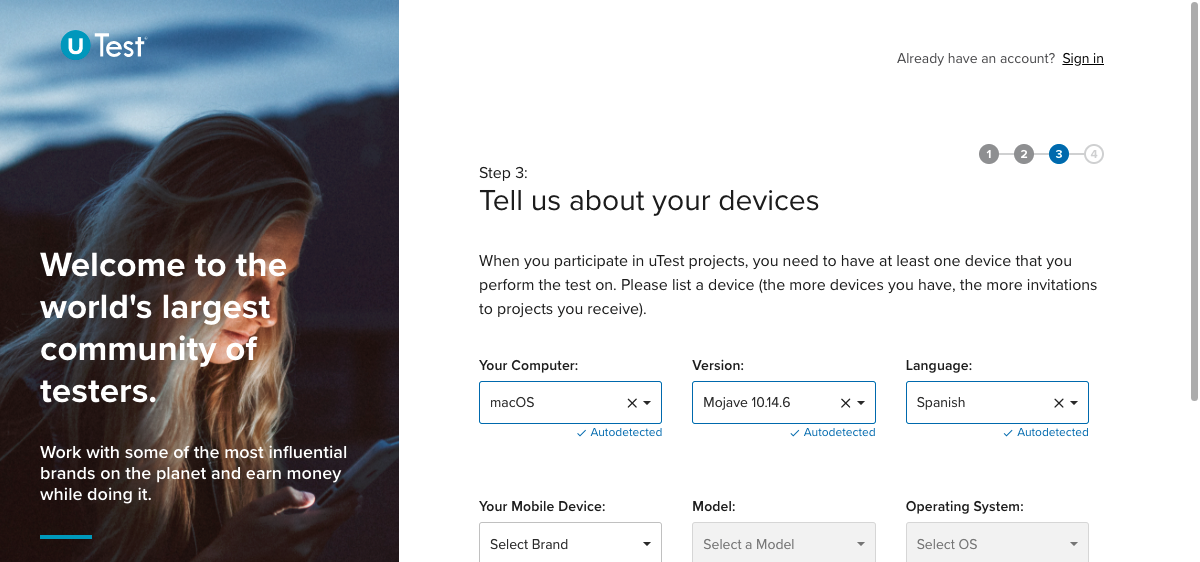 uTest
Already have an account? Sign in
1 2 3 4
Step 3:
Tell us about your devices
Welcome to the
world's largest
community of
testers.
Work with some of the most influential
brands on the planet and earn money
while doing it.
When you participate in uTest projects, you need to have at least one device that you
perform the test on. Please list a device (the more devices you have, the more invitations
to projects you receive).
Your Computer: Version: Language:
macOS Mojave 10.14.6 Spanish
Autodetected Autodetected Autodetected
Your Mobile Device: Model: Operating System:
Select Brand Select a Model Select OS